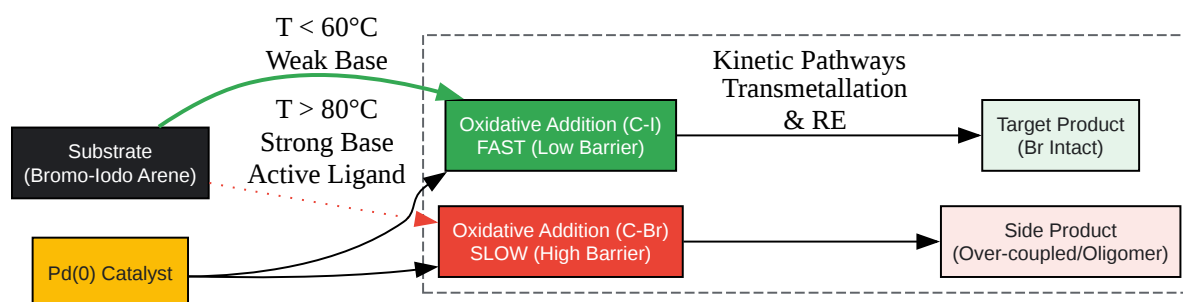 T < 60°C
Weak Base
T > 80°C
Strong Base
Active Ligand
Substrate
(Bromo-Iodo Arene)
Pd(0) Catalyst
Kinetic Pathways
Transmetallation
& RE
Oxidative Addition (C-I)
FAST (Low Barrier)
Target Product
(Br Intact)
Oxidative Addition (C-Br)
SLOW (High Barrier)
Side Product
(Over-coupled/Oligomer)